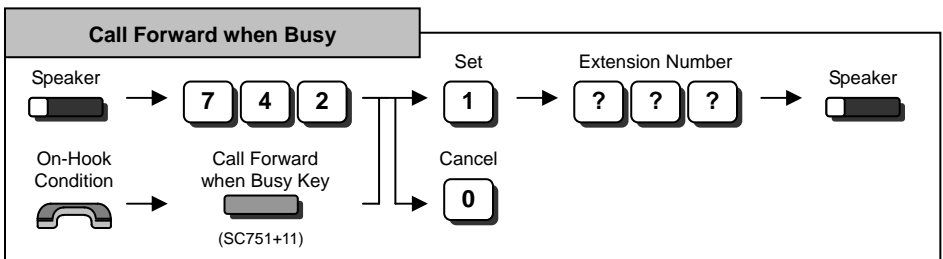 Call Forward when Busy
Speaker
7 4 2
Set
1
Extension Number
? ? ?
Speaker
On-Hook
Condition
Call Forward
when Busy Key
(SC751+11)
Cancel
0